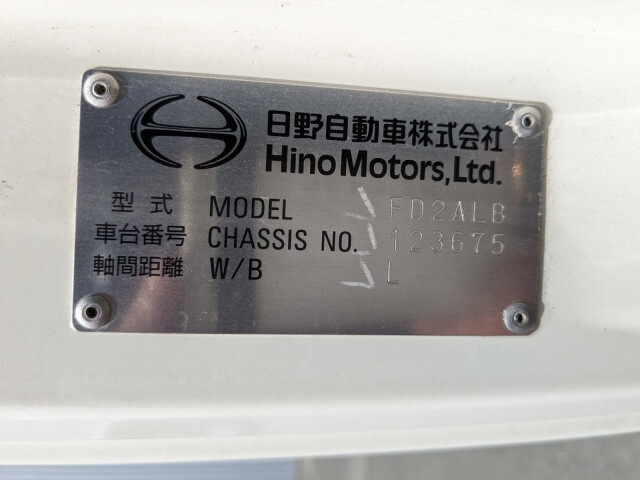 日野自動車株式会社
Hino Motors, Ltd.
型式 MODEL FD2ALB
車台番号 CHASSIS NO. 123675
軸間距離 W/B L